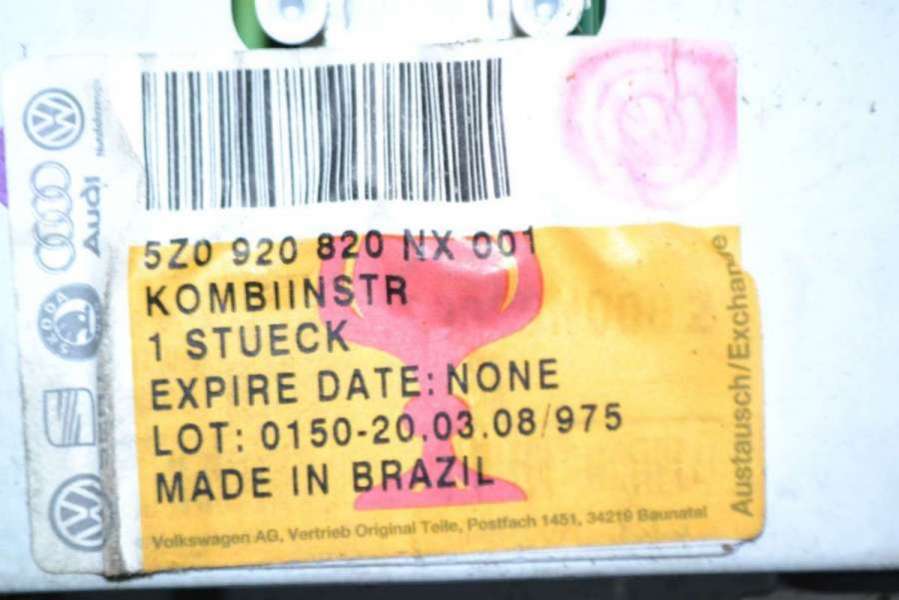 5Z0 920 820 NX 001
KOMBIINSTR
1 STUECK
EXPIRE DATE: NONE
LOT: 0150-20.03.08/975
MADE IN BRAZIL
Volkswagen AG, Vertrieb Original Teile, Postfach 1451, 34219 Baunatal
Austausch/Exchange
Audi
SKODA